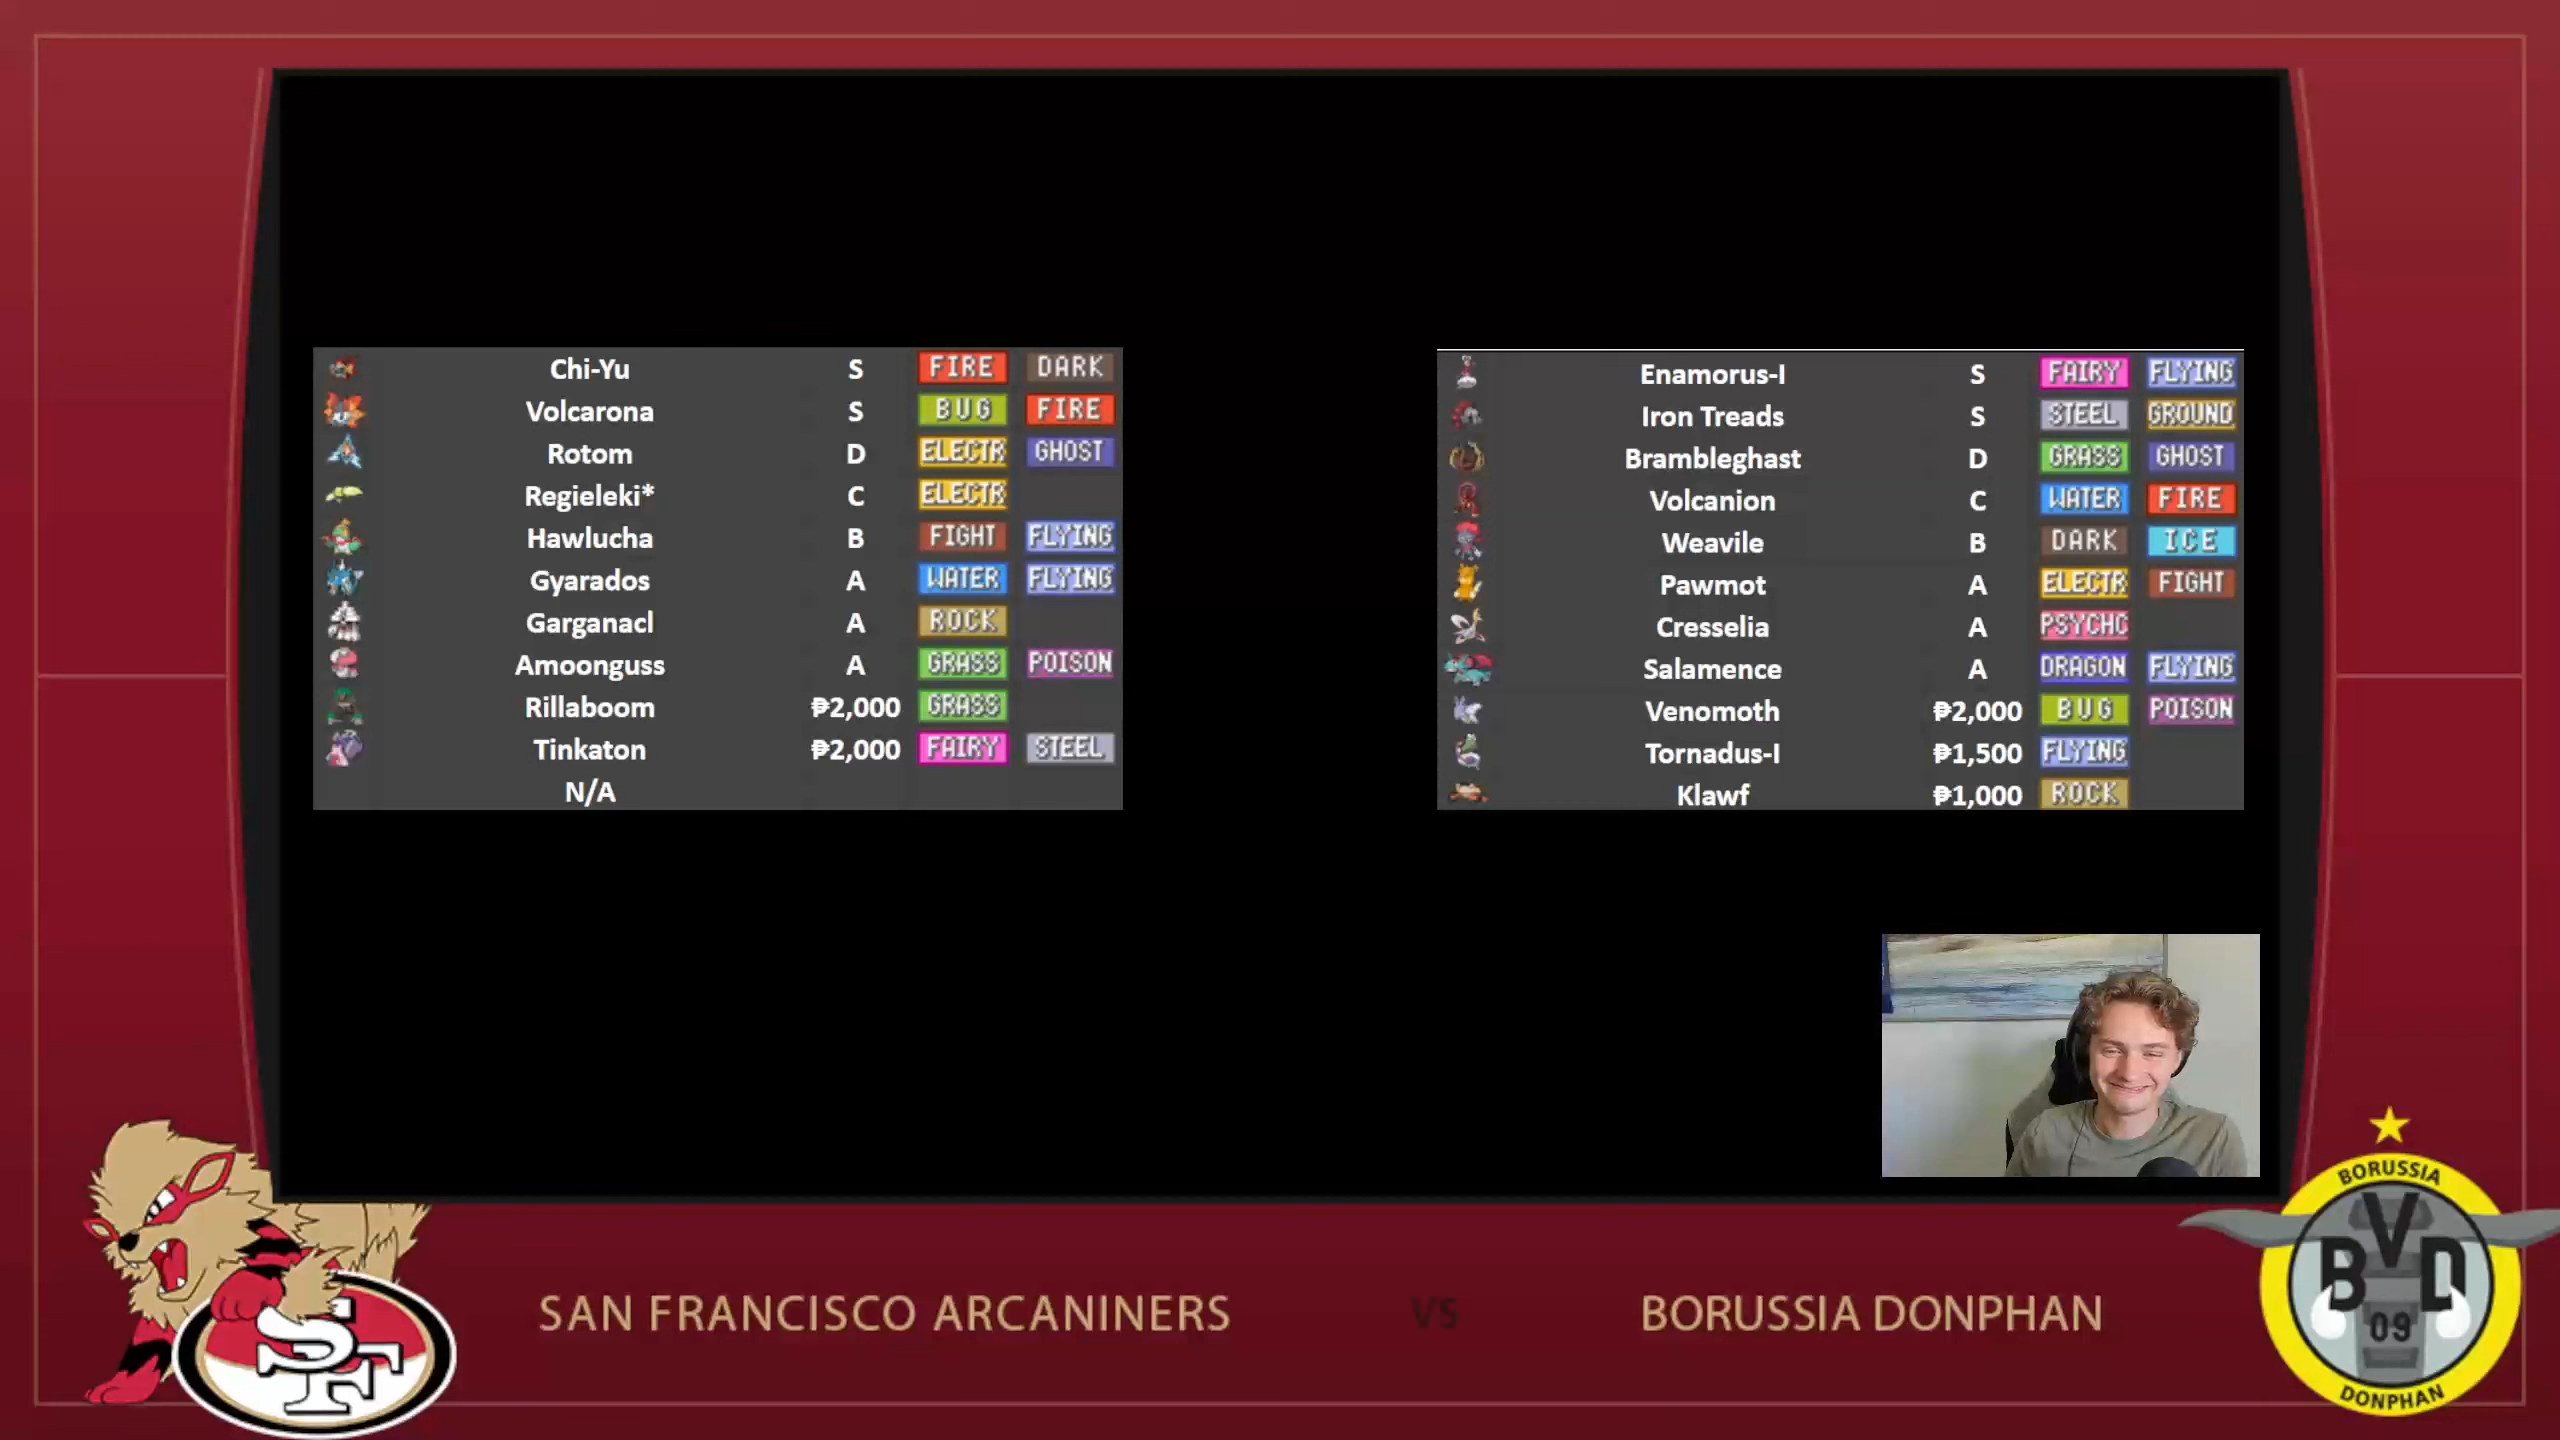 Chi-Yu S FIRE DARK
Volcarona S BUG FIRE
Rotom D ELECTR GHOST
Regieleki* C ELECTR
Hawlucha B FIGHT FLYING
Gyarados A WATER FLYING
Garganacl A ROCK
Amoonguss A GRASS POISON
Rillaboom ₱2,000 GRASS
Tinkaton ₱2,000 FAIRY STEEL
N/A
Enamorus-I S FAIRY FLYING
Iron Treads S STEEL GROUND
Brambleghast D GRASS GHOST
Volcanion C WATER FIRE
Weavile B DARK ICE
Pawmot A ELECTR FIGHT
Cresselia A PSYCHC
Salamence A DRAGON FLYING
Venomoth ₱2,000 BUG POISON
Tornadus-I ₱1,500 FLYING
Klawf ₱1,000 ROCK
SF
SAN FRANCISCO ARCANINERS VS BORUSSIA DONPHAN
BORUSSIA
BVD
09
DONPHAN